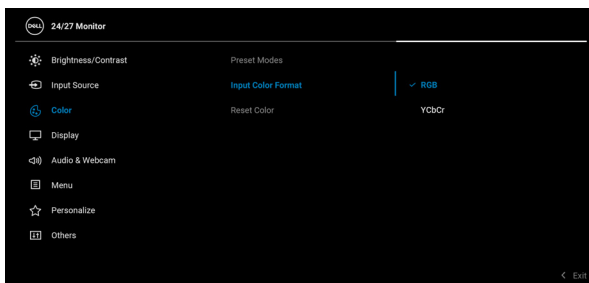 DELL
24/27 Monitor
Brightness/Contrast
Preset Modes
Input Source
Input Color Format
RGB
Color
Reset Color
YCbCr
Display
Audio & Webcam
Menu
Personalize
Others
Exit